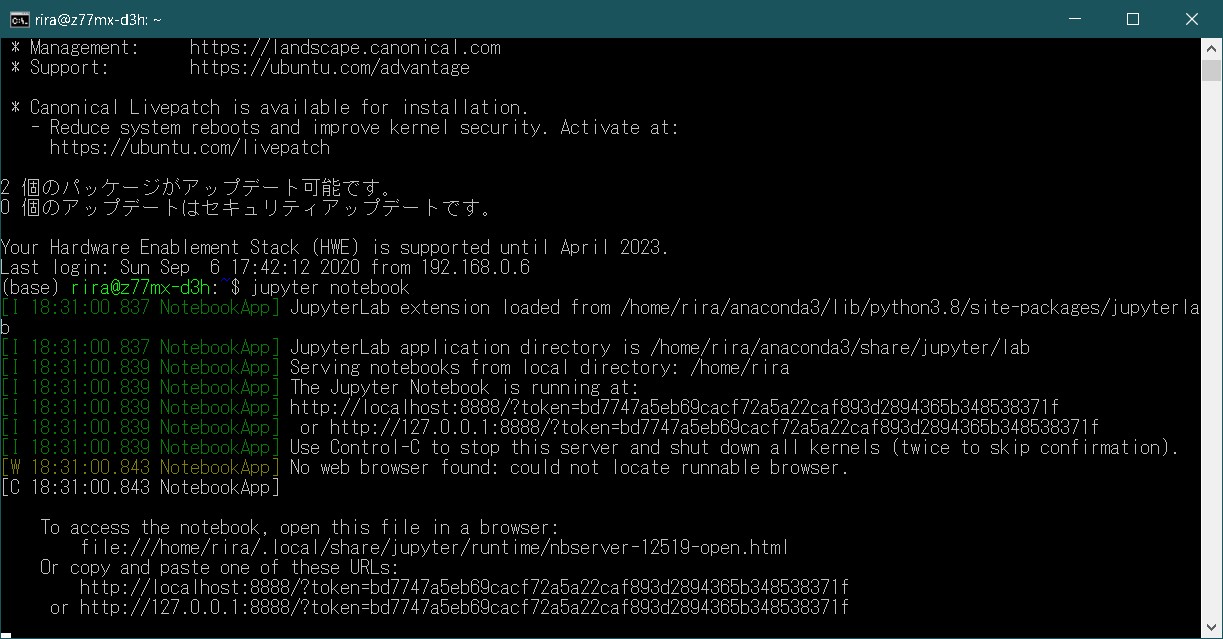 rira@z77mx-d3h: ~
* Management:     https://landscape.canonical.com
* Support:        https://ubuntu.com/advantage
* Canonical Livepatch is available for installation.
- Reduce system reboots and improve kernel security. Activate at:
https://ubuntu.com/livepatch
2 個のパッケージがアップデート可能です。
0 個のアップデートはセキュリティアップデートです。
Your Hardware Enablement Stack (HWE) is supported until April 2023.
Last login: Sun Sep  6 17:42:12 2020 from 192.168.0.6
(base) rira@z77mx-d3h:~$ jupyter notebook
[I 18:31:00.837 NotebookApp] JupyterLab extension loaded from /home/rira/anaconda3/lib/python3.8/site-packages/jupyterla
b
[I 18:31:00.837 NotebookApp] JupyterLab application directory is /home/rira/anaconda3/share/jupyter/lab
[I 18:31:00.839 NotebookApp] Serving notebooks from local directory: /home/rira
[I 18:31:00.839 NotebookApp] The Jupyter Notebook is running at:
[I 18:31:00.839 NotebookApp] http://localhost:8888/?token=bd7747a5eb69cacf72a5a22caf893d2894365b348538371f
[I 18:31:00.839 NotebookApp]  or http://127.0.0.1:8888/?token=bd7747a5eb69cacf72a5a22caf893d2894365b348538371f
[I 18:31:00.839 NotebookApp] Use Control-C to stop this server and shut down all kernels (twice to skip confirmation).
[W 18:31:00.843 NotebookApp] No web browser found: could not locate runnable browser.
[C 18:31:00.843 NotebookApp]
To access the notebook, open this file in a browser:
file:///home/rira/.local/share/jupyter/runtime/nbserver-12519-open.html
Or copy and paste one of these URLs:
http://localhost:8888/?token=bd7747a5eb69cacf72a5a22caf893d2894365b348538371f
or http://127.0.0.1:8888/?token=bd7747a5eb69cacf72a5a22caf893d2894365b348538371f